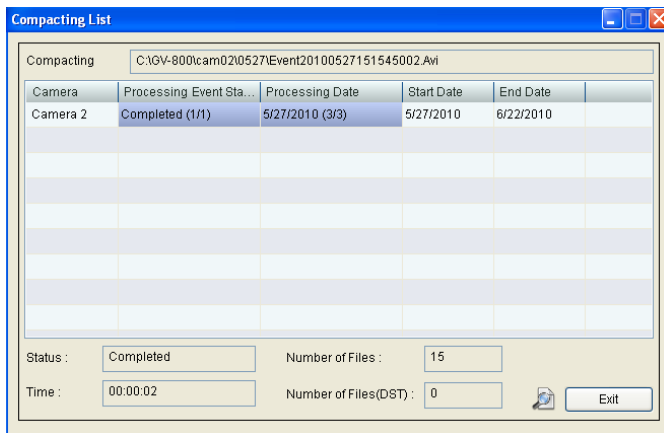 Compacting List
Compacting C:\GV-800\cam02\0527\Event20100527151545002.Avi
Camera Processing Event Sta... Processing Date Start Date End Date
Camera 2 Completed (1/1) 5/27/2010 (3/3) 5/27/2010 6/22/2010
Status : Completed Number of Files : 15
Time : 00:00:02 Number of Files(DST) : 0 Exit